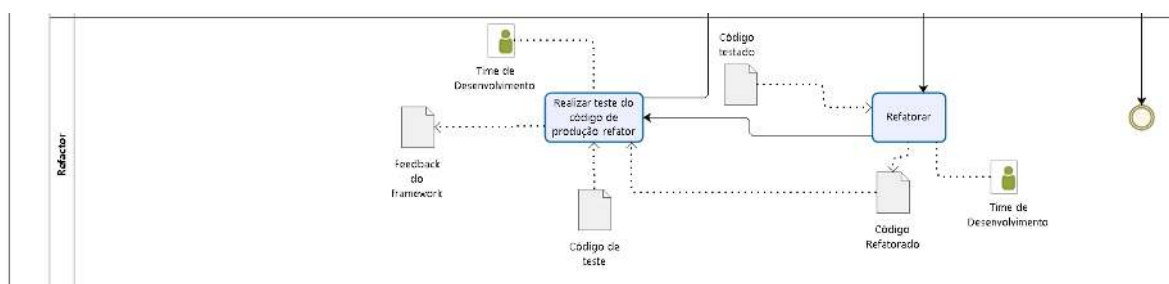 Refactor
Time de
Desenvolvimento
Feedback
do
framework
Realizar teste do
código de
produção refator
Código de
teste
Código
testado
Refatorar
Código
Refatorado
Time de
Desenvolvimento